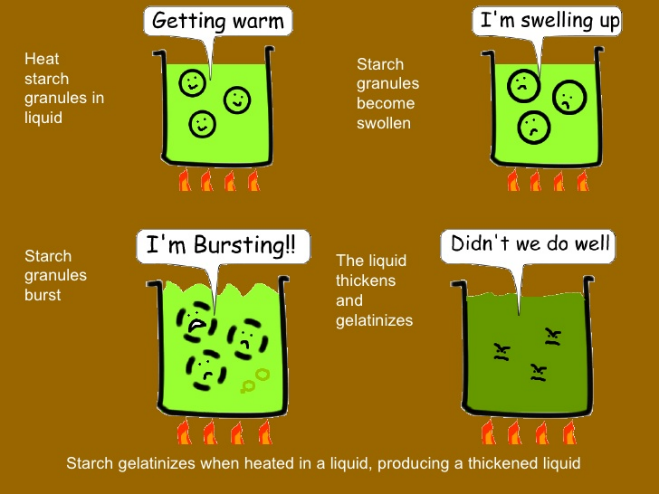 Getting warm
Heat
starch
granules in
liquid
I'm swelling up
Starch
granules
become
swollen
I'm Bursting!!
Starch
granules
burst
Didn't we do well
The liquid
thickens
and
gelatinizes
Starch gelatinizes when heated in a liquid, producing a thickened liquid